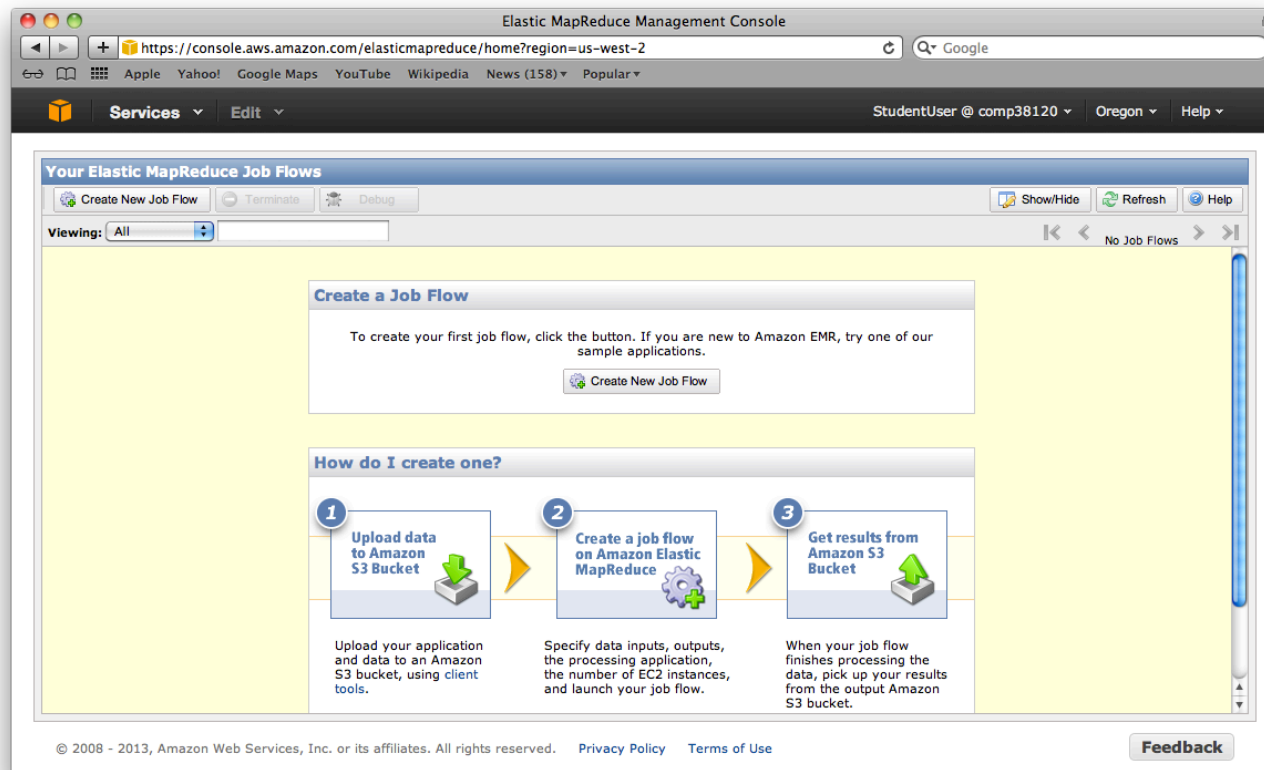 Elastic MapReduce Management Console
https://console.aws.amazon.com/elasticmapreduce/home?region=us-west-2
Google
Apple Yahoo! Google Maps YouTube Wikipedia News (158) Popular
Services Edit StudentUser @ comp38120 Oregon Help
Your Elastic MapReduce Job Flows
Create New Job Flow Terminate Debug Show/Hide Refresh Help
Viewing: All No Job Flows
Create a Job Flow
To create your first job flow, click the button. If you are new to Amazon EMR, try one of our
sample applications.
Create New Job Flow
How do I create one?
1
Upload data
to Amazon
S3 Bucket
Upload your application
and data to an Amazon
S3 bucket, using client
tools.
2
Create a job flow
on Amazon Elastic
MapReduce
Specify data inputs, outputs,
the processing application,
the number of EC2 instances,
and launch your job flow.
3
Get results from
Amazon S3
Bucket
When your job flow
finishes processing the
data, pick up your results
from the output Amazon
S3 bucket.
© 2008 - 2013, Amazon Web Services, Inc. or its affiliates. All rights reserved. Privacy Policy Terms of Use
Feedback